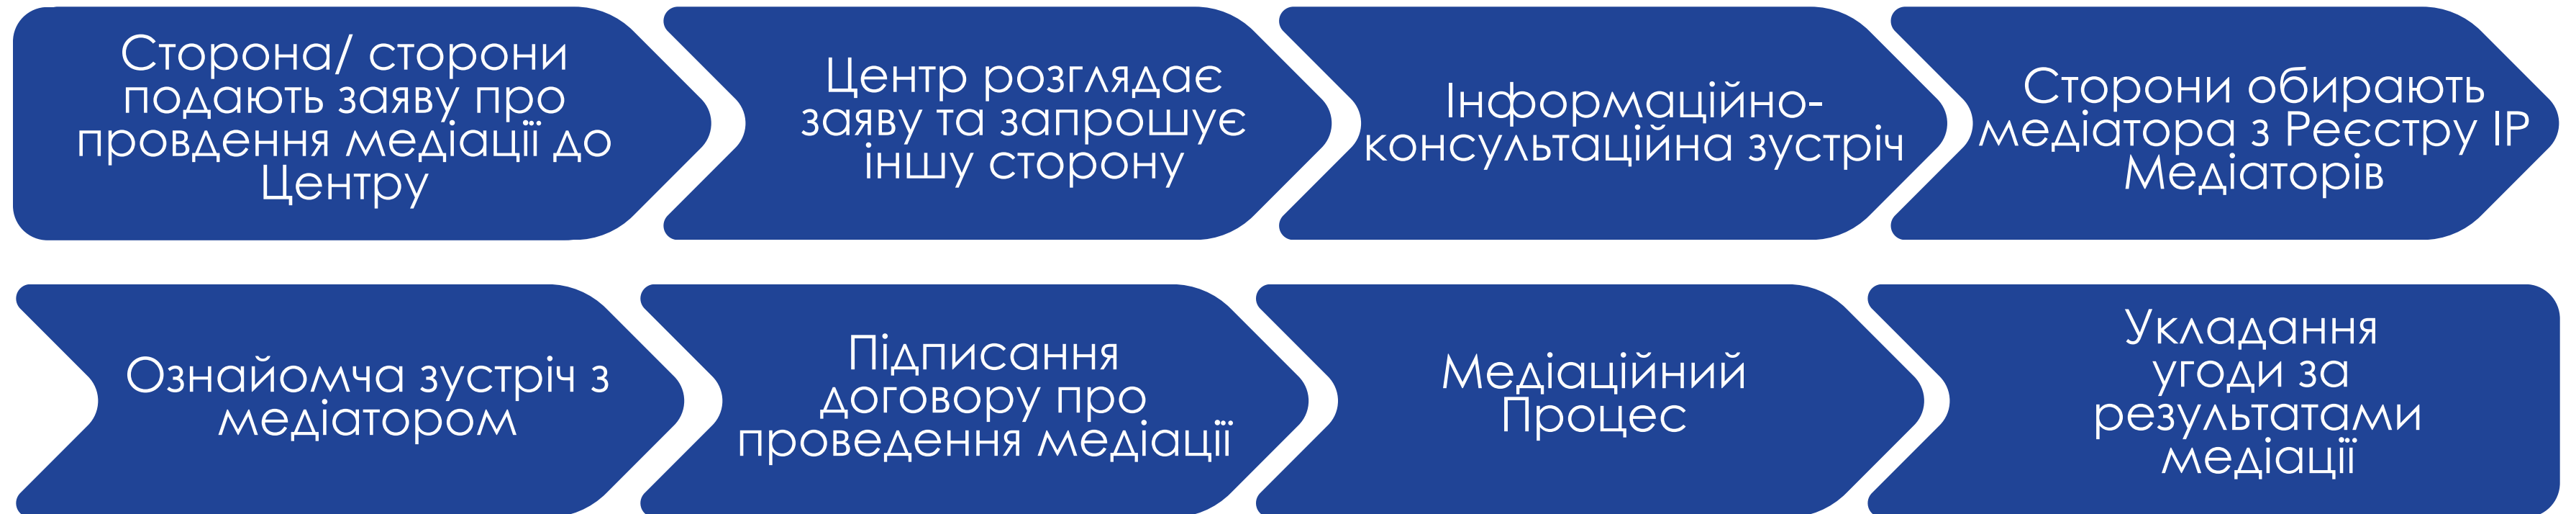 Сторона/ сторони
подають заяву про
провдення медіації до
Центру
Центр розглядає
заяву та запрошує
іншу сторону
Інформаційно-
консультаційна зустріч
Сторони обирають
медіатора з Реєстру ІР
Медіаторів
Ознайомча зустріч з
медіатором
Підписання
договору про
проведення медіації
Медіаційний
Процес
Укладання
угоди за
результатами
медіації